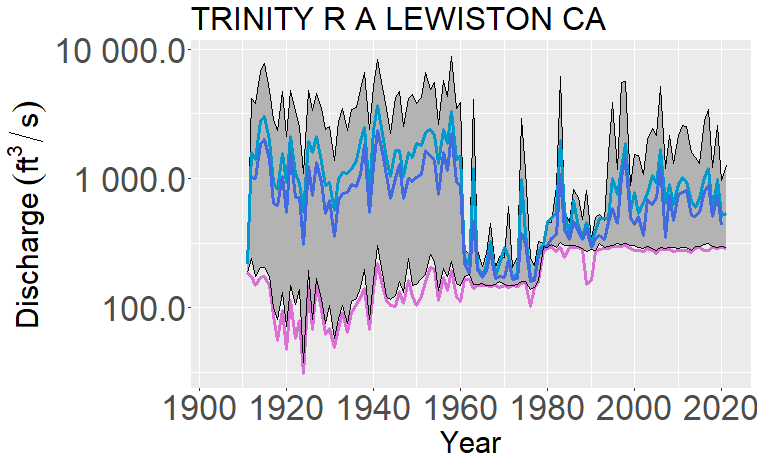 TRINITY R A LEWISTON CA
Discharge (ft³/s)
10 000.0
1 000.0
100.0
1900 1920 1940 1960 1980 2000 2020
Year